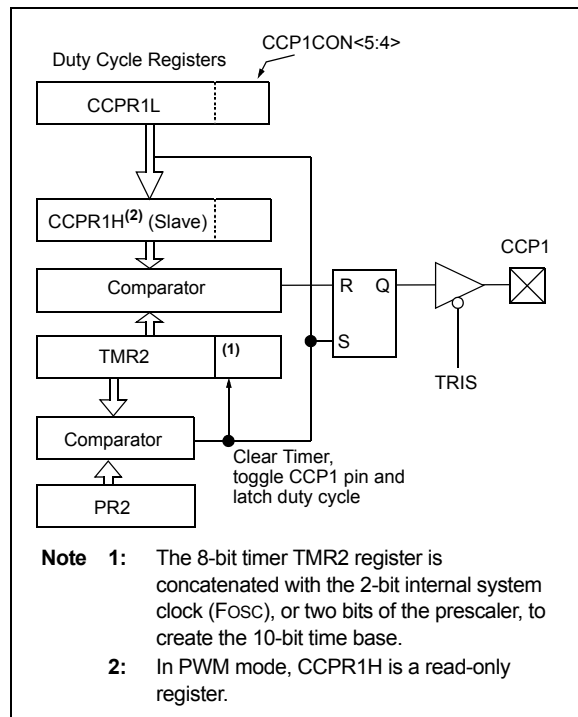 CCP1CON<5:4>
Duty Cycle Registers
CCPR1L
CCPR1H(2) (Slave)
CCP1
Comparator
R Q
TMR2
(1)
S
TRIS
Comparator
Clear Timer,
toggle CCP1 pin and
latch duty cycle
PR2
Note 1: The 8-bit timer TMR2 register is
concatenated with the 2-bit internal system
clock (FOSC), or two bits of the prescaler, to
create the 10-bit time base.
2: In PWM mode, CCPR1H is a read-only
register.